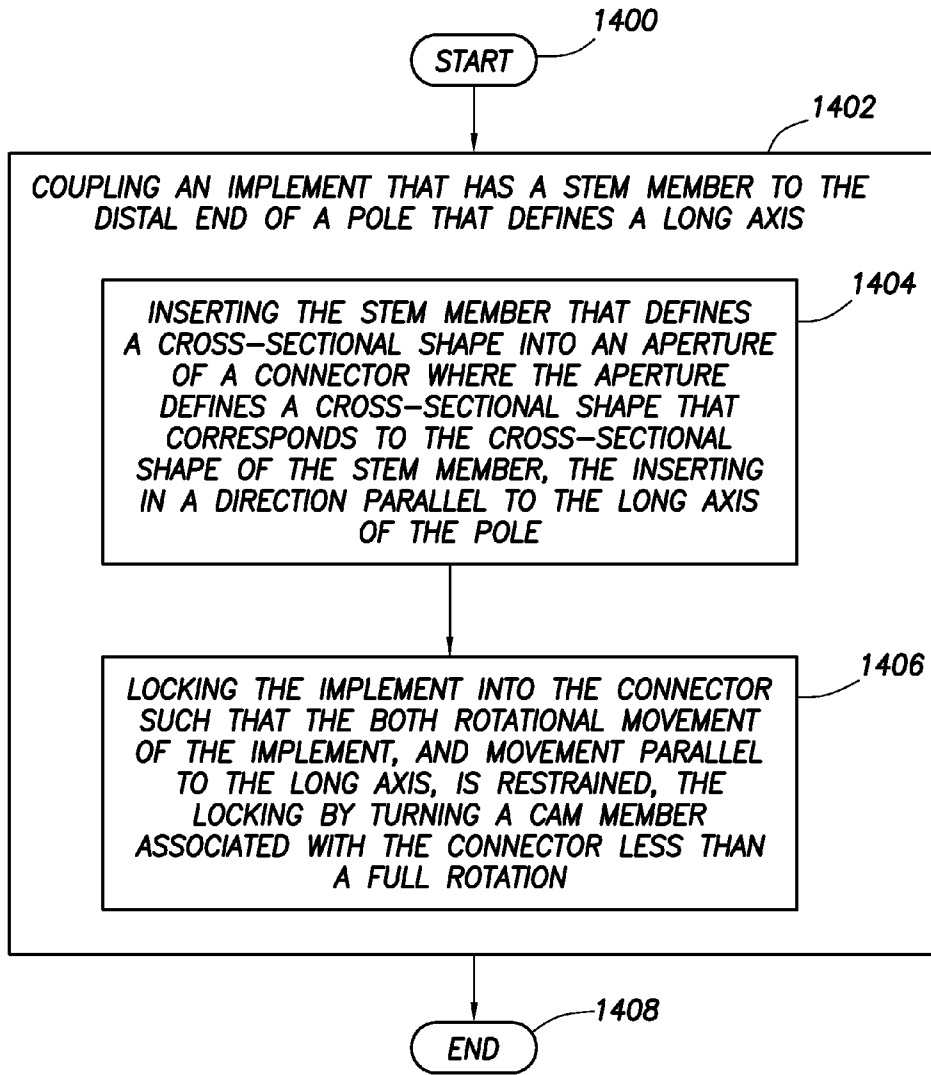 1400
START
1402
COUPLING AN IMPLEMENT THAT HAS A STEM MEMBER TO THE
DISTAL END OF A POLE THAT DEFINES A LONG AXIS
1404
INSERTING THE STEM MEMBER THAT DEFINES
A CROSS-SECTIONAL SHAPE INTO AN APERTURE
OF A CONNECTOR WHERE THE APERTURE
DEFINES A CROSS-SECTIONAL SHAPE THAT
CORRESPONDS TO THE CROSS-SECTIONAL
SHAPE OF THE STEM MEMBER, THE INSERTING
IN A DIRECTION PARALLEL TO THE LONG AXIS
OF THE POLE
1406
LOCKING THE IMPLEMENT INTO THE CONNECTOR
SUCH THAT THE BOTH ROTATIONAL MOVEMENT
OF THE IMPLEMENT, AND MOVEMENT PARALLEL
TO THE LONG AXIS, IS RESTRAINED, THE
LOCKING BY TURNING A CAM MEMBER
ASSOCIATED WITH THE CONNECTOR LESS THAN
A FULL ROTATION
1408
END